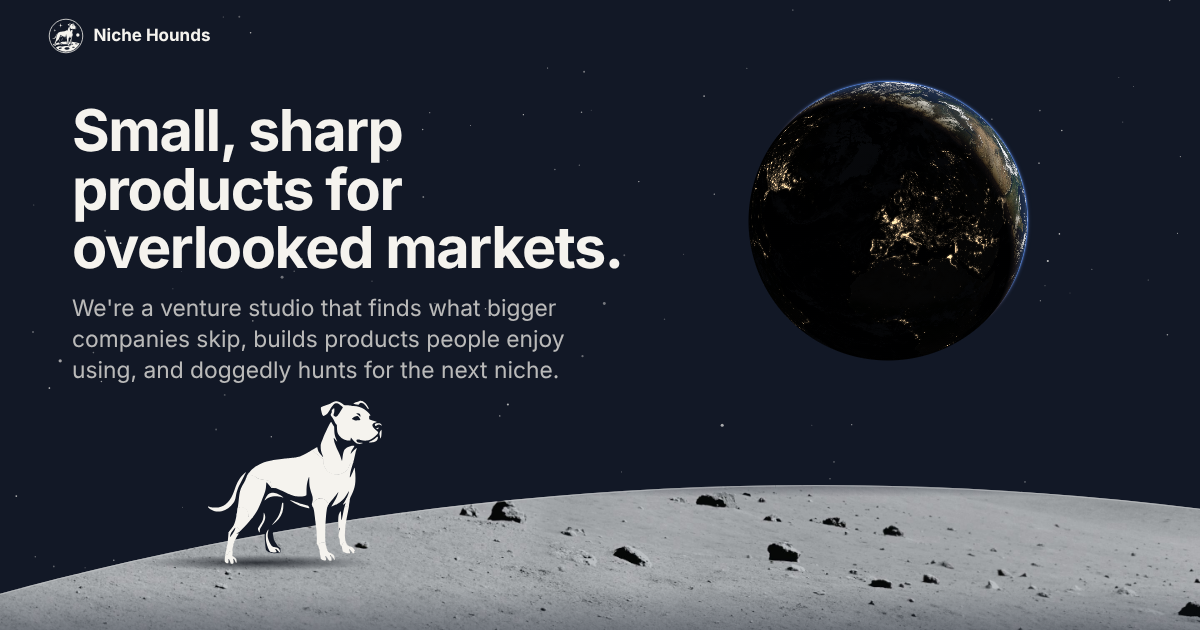 Niche Hounds
Small, sharp
products for
overlooked markets.
We're a venture studio that finds what bigger
companies skip, builds products people enjoy
using, and doggedly hunts for the next niche.